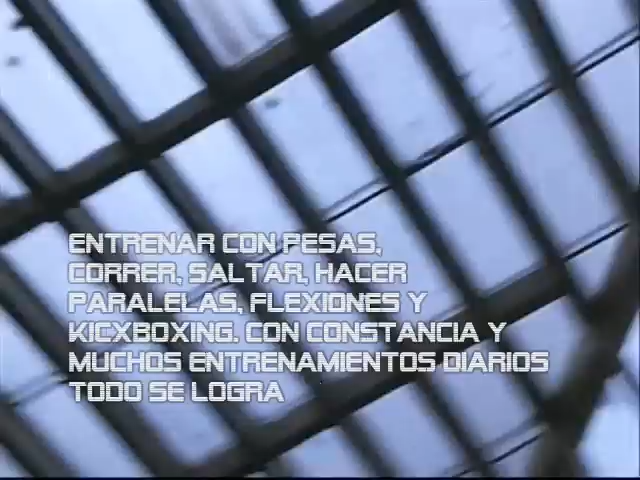 ENTRENAR CON PESAS,
CORRER, SALTAR, HACER
PARALELAS, FLEXIONES Y
KICXBOXING. CON CONSTANCIA Y
MUCHOS ENTRENAMIENTOS DIARIOS
TODO SE LOGRA